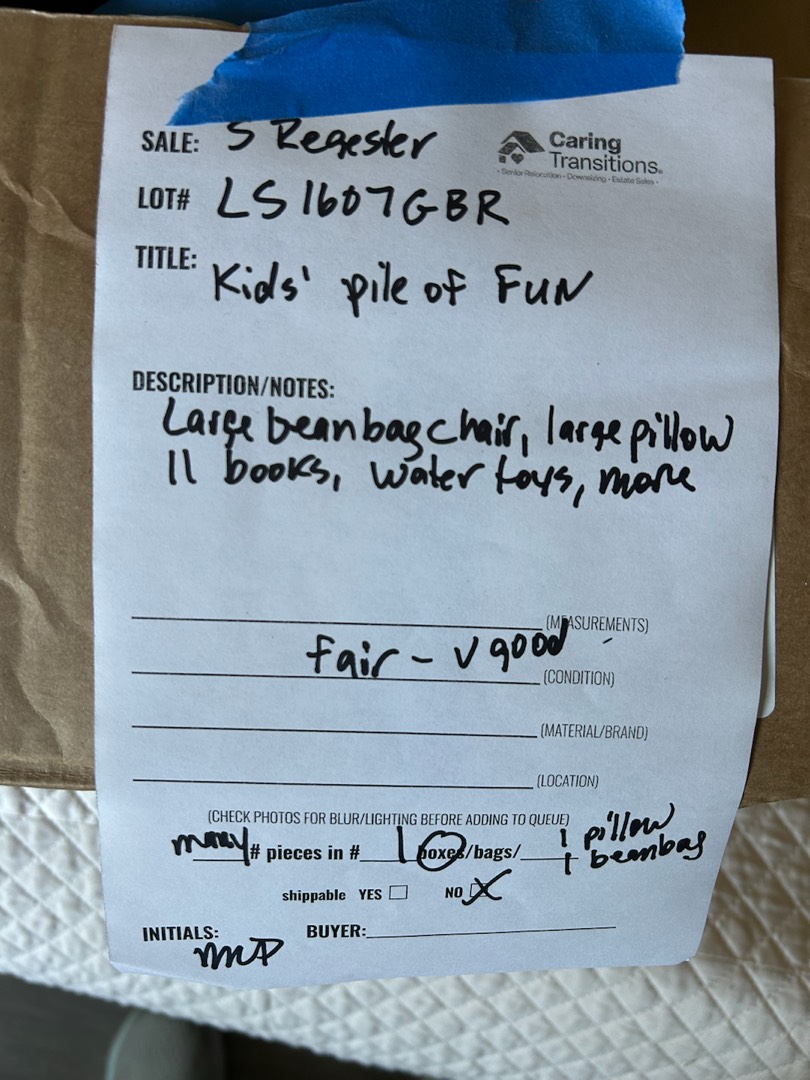 SALE: S Regester
Caring
Transitions®
• Senior Relocation • Downsizing • Estate Sales •
LOT# LS1607GBR
TITLE: Kids' pile of FUN
DESCRIPTION/NOTES:
Large beanbag chair, large pillow
11 books, water toys, more
(MEASUREMENTS)
fair - v good
(CONDITION)
(MATERIAL/BRAND)
(LOCATION)
(CHECK PHOTOS FOR BLUR/LIGHTING BEFORE ADDING TO QUEUE)
many # pieces in # 1 boxes/bags/ 1 pillow
1 beanbag
shippable YES ☐ NO ☒
INITIALS: MP BUYER: